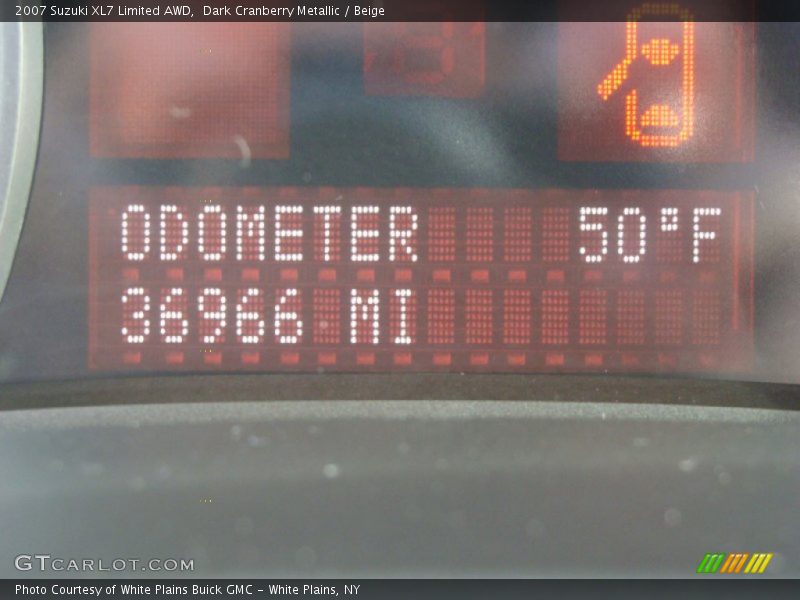 2007 Suzuki XL7 Limited AWD,  Dark Cranberry Metallic / Beige
ODOMETER 50°F
36966 MI
GTCARLOT.COM
Photo Courtesy of White Plains Buick GMC - White Plains, NY